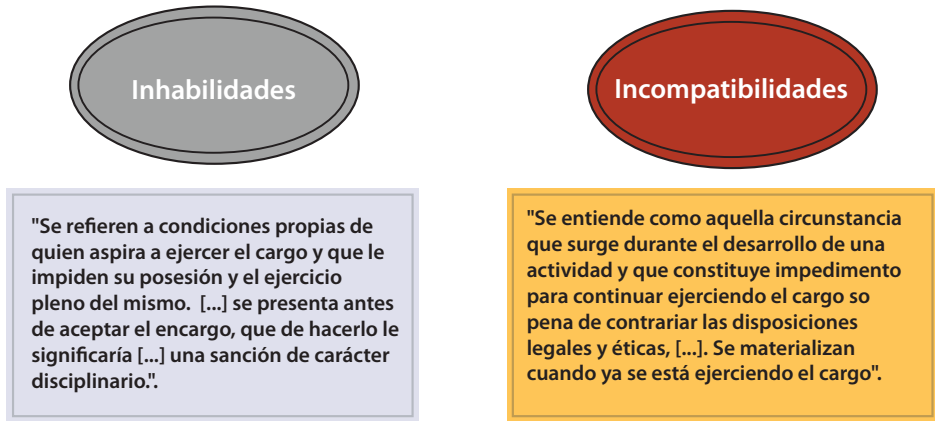 Inhabilidades
"Se refieren a condiciones propias de
quien aspira a ejercer el cargo y que le
impiden su posesión y el ejercicio
pleno del mismo.  [...] se presenta antes
de aceptar el encargo, que de hacerlo le
significaría [...] una sanción de carácter
disciplinario.".
Incompatibilidades
"Se entiende como aquella circunstancia
que surge durante el desarrollo de una
actividad y que constituye impedimento
para continuar ejerciendo el cargo so
pena de contrariar las disposiciones
legales y éticas, [...]. Se materializan
cuando ya se está ejerciendo el cargo".